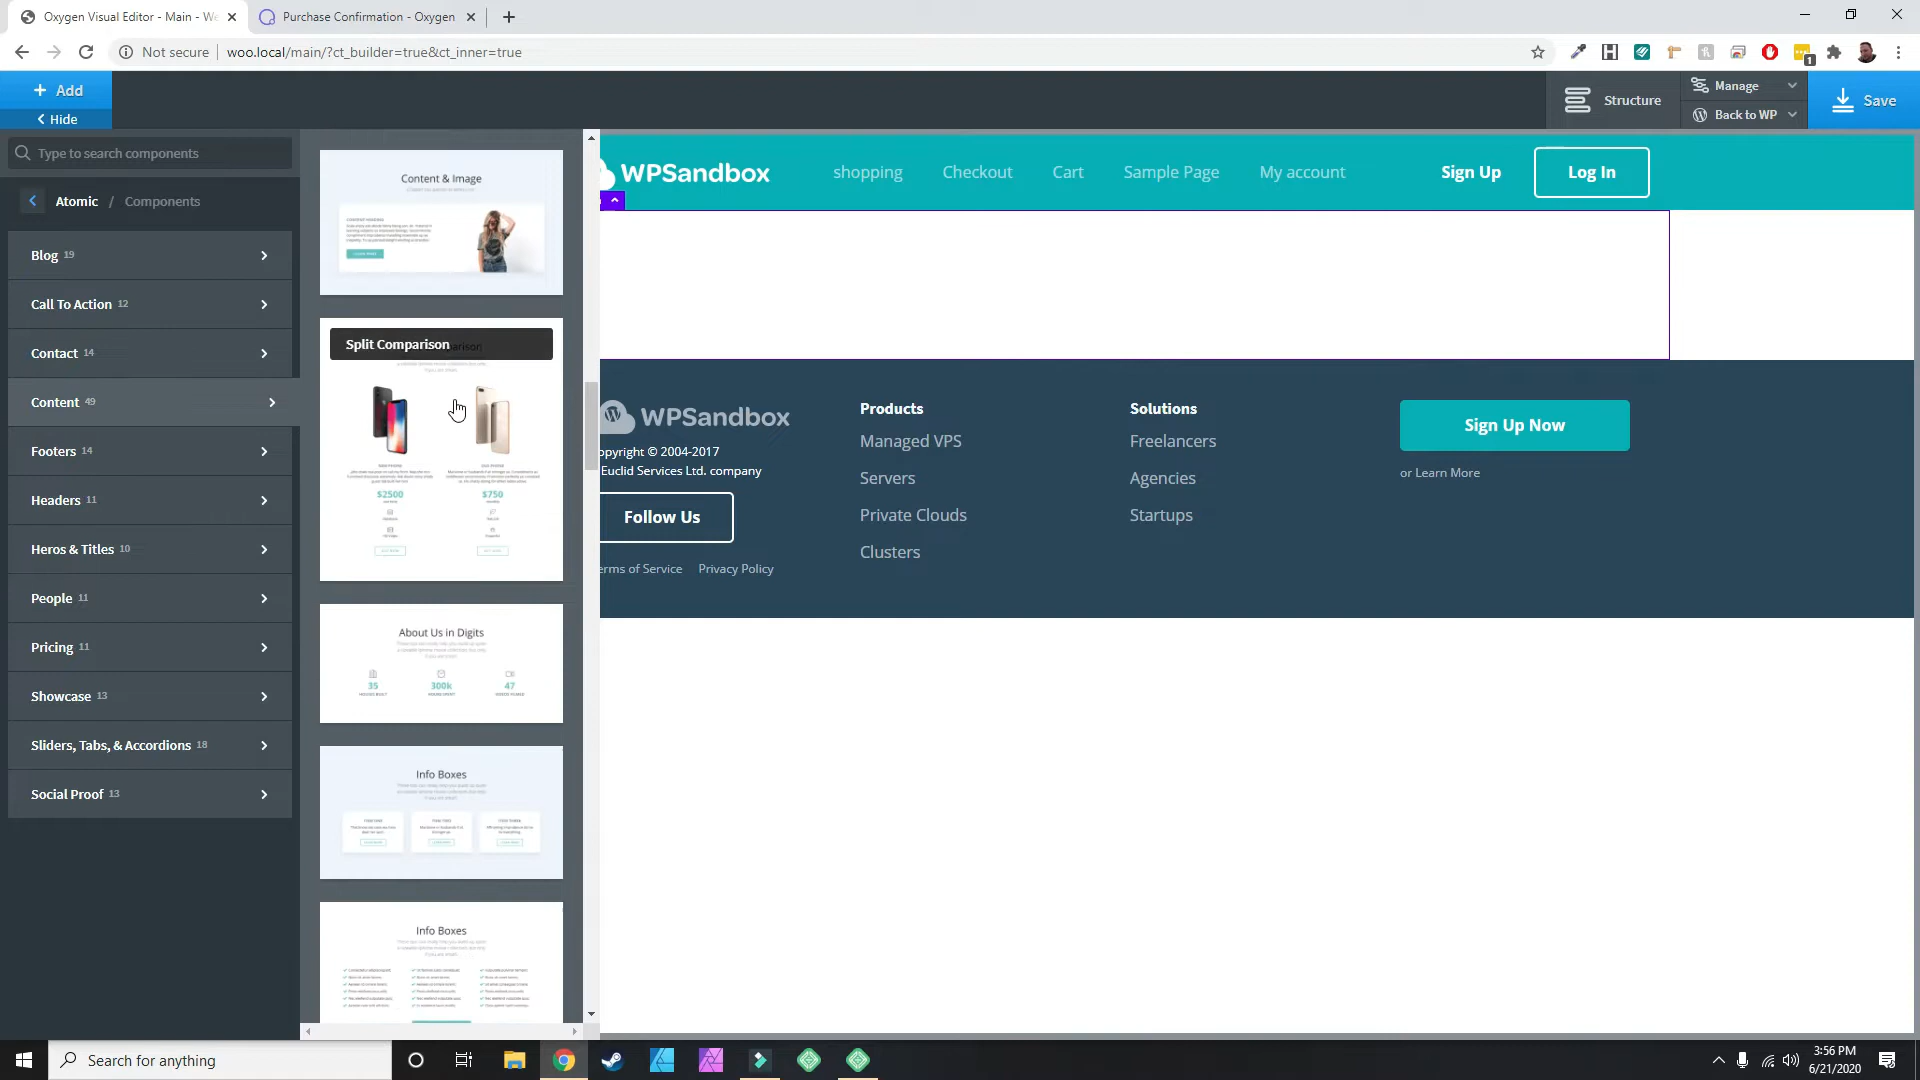 Oxygen Visual Editor - Main - We
Purchase Confirmation - Oxygen
Not secure
woo.local/main/?ct_builder=true&ct_inner=true
1
+ Add
Hide
Structure
Manage
Back to WP
Save
Type to search components
Atomic / Components
Blog 19
Call To Action 12
Contact 14
Content 49
Footers 14
Headers 11
Heros & Titles 10
People 11
Pricing 11
Showcase 13
Sliders, Tabs, & Accordions 18
Social Proof 13
Content & Image
Split Comparison
$2500
$750
About Us in Digits
35
300k
47
Info Boxes
Info Boxes
WPSandbox
shopping
Checkout
Cart
Sample Page
My account
Sign Up
Log In
WPSandbox
opyright © 2004-2017
Euclid Services Ltd. company
Follow Us
erms of Service
Privacy Policy
Products
Managed VPS
Servers
Private Clouds
Clusters
Solutions
Freelancers
Agencies
Startups
Sign Up Now
or Learn More
Search for anything
3:56 PM
6/21/2020